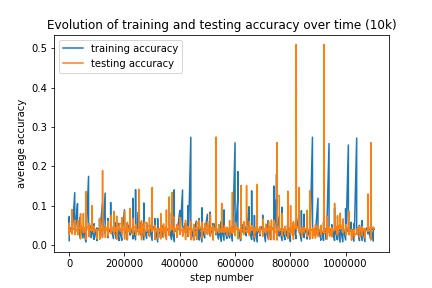 Evolution of training and testing accuracy over time (10k)
training accuracy
testing accuracy
average accuracy
0.5
0.4
0.3
0.2
0.1
0.0
0
200000
400000
600000
800000
1000000
step number